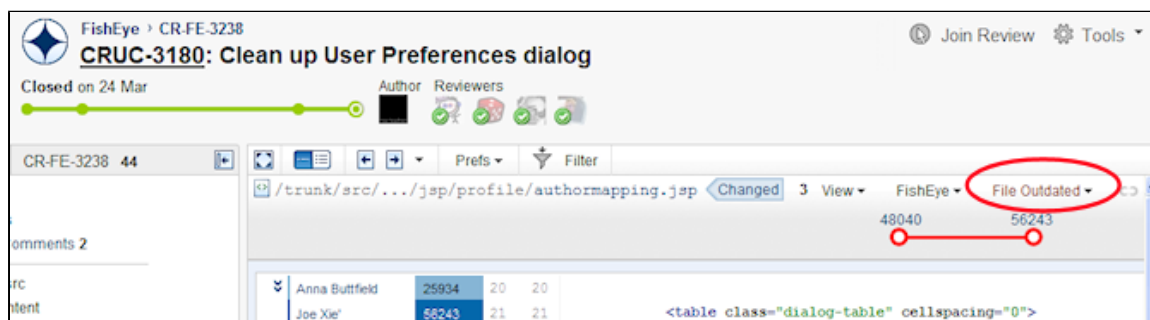 FishEye › CR-FE-3238
CRUC-3180: Clean up User Preferences dialog
Join Review Tools
Closed on 24 Mar
Author Reviewers
CR-FE-3238 44
Prefs Filter
/trunk/src/.../jsp/profile/authormapping.jsp Changed 3 View FishEye File Outdated
48040 56243
omments 2
rc
ntent
Anna Buttfield 25934 20 20
Joe Xie' 56243 21 21 <table class="dialog-table" cellspacing="0">